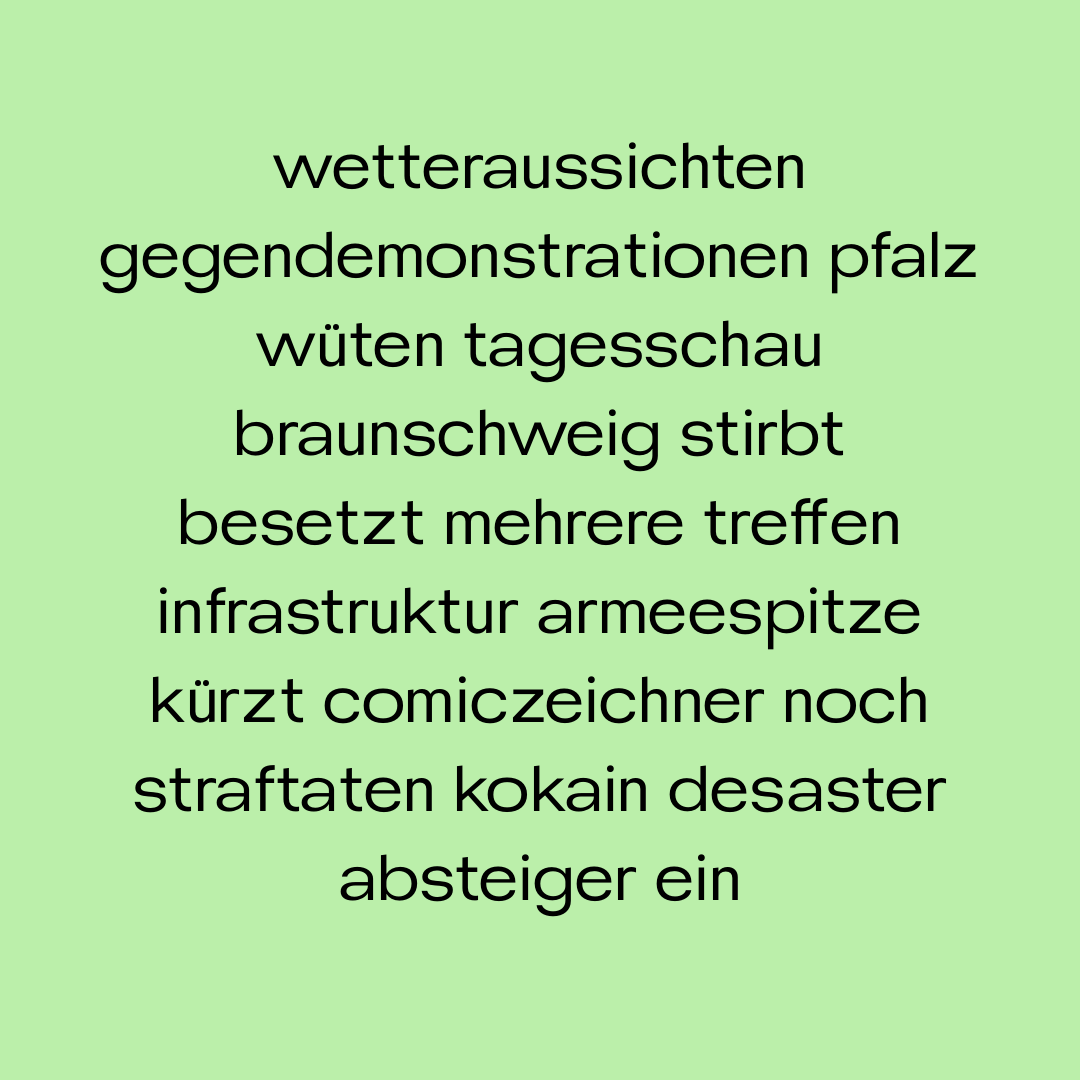 wetteraussichten
gegendemonstrationen pfalz
wüten tagesschau
braunschweig stirbt
besetzt mehrere treffen
infrastruktur armeespitze
kürzt comiczeichner noch
straftaten kokain desaster
absteiger ein